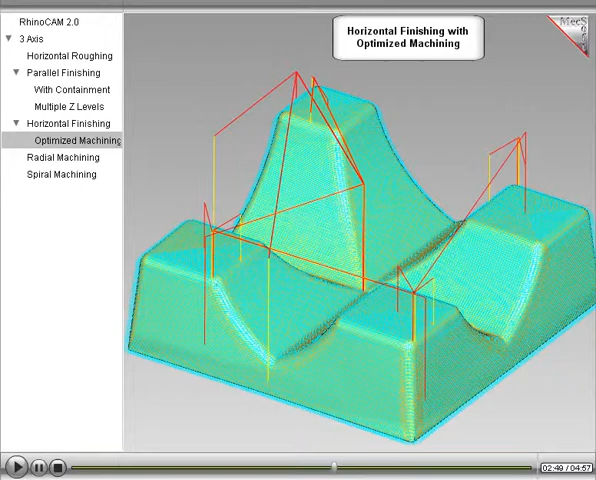 RhinoCAM 2.0
3 Axis
Horizontal Roughing
Parallel Finishing
With Containment
Multiple Z Levels
Horizontal Finishing
Optimized Machining
Radial Machining
Spiral Machining
Horizontal Finishing with
Optimized Machining
02:49 / 04:57